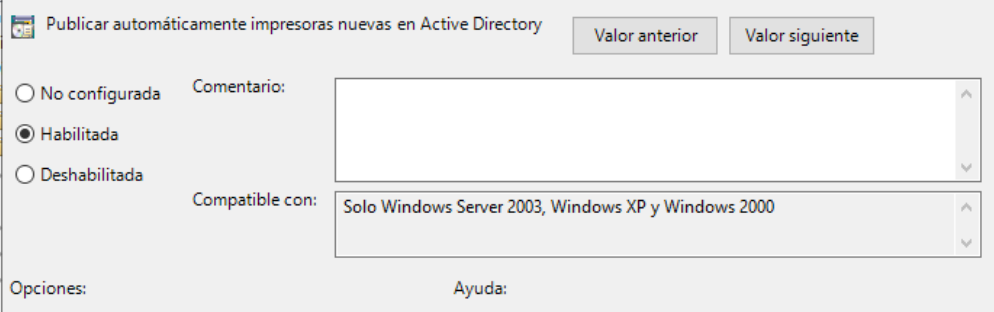 Publicar automáticamente impresoras nuevas en Active Directory
Valor anterior
Valor siguiente
No configurada
Comentario:
Habilitada
Deshabilitada
Compatible con:
Solo Windows Server 2003, Windows XP y Windows 2000
Opciones:
Ayuda: